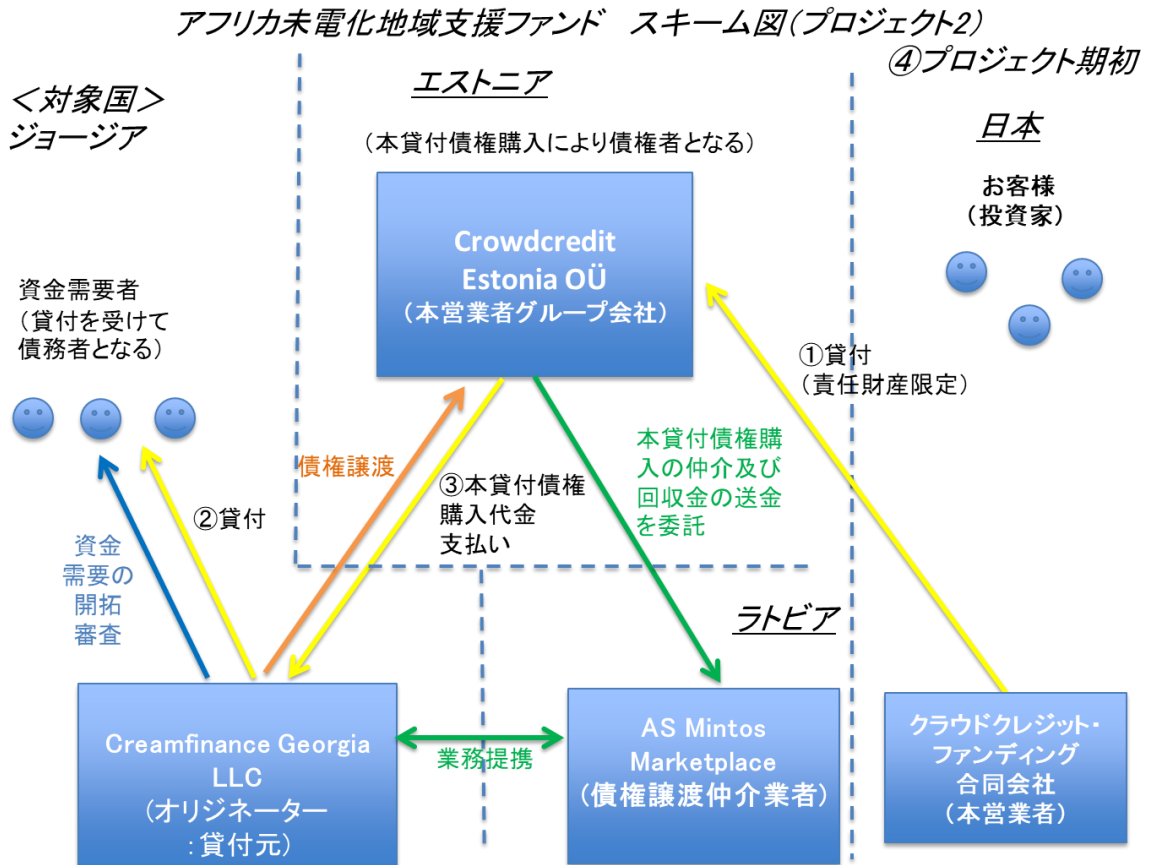 アフリカ未電化地域支援ファンド　スキーム図(プロジェクト2)
④プロジェクト期初
＜対象国＞
ジョージア
エストニア
(本貸付債権購入により債権者となる)
日本
お客様
(投資家)
Crowdcredit
Estonia OÜ
(本営業者グループ会社)
資金需要者
(貸付を受けて
債務者となる)
①貸付
(責任財産限定)
債権譲渡
③本貸付債権
購入代金
支払い
本貸付債権購
入の仲介及び
回収金の送金
を委託
②貸付
資金
需要の
開拓
審査
ラトビア
Creamfinance Georgia
LLC
(オリジネーター
：貸付元)
業務提携
AS Mintos
Marketplace
(債権譲渡仲介業者)
クラウドクレジット・
ファンディング
合同会社
(本営業者)